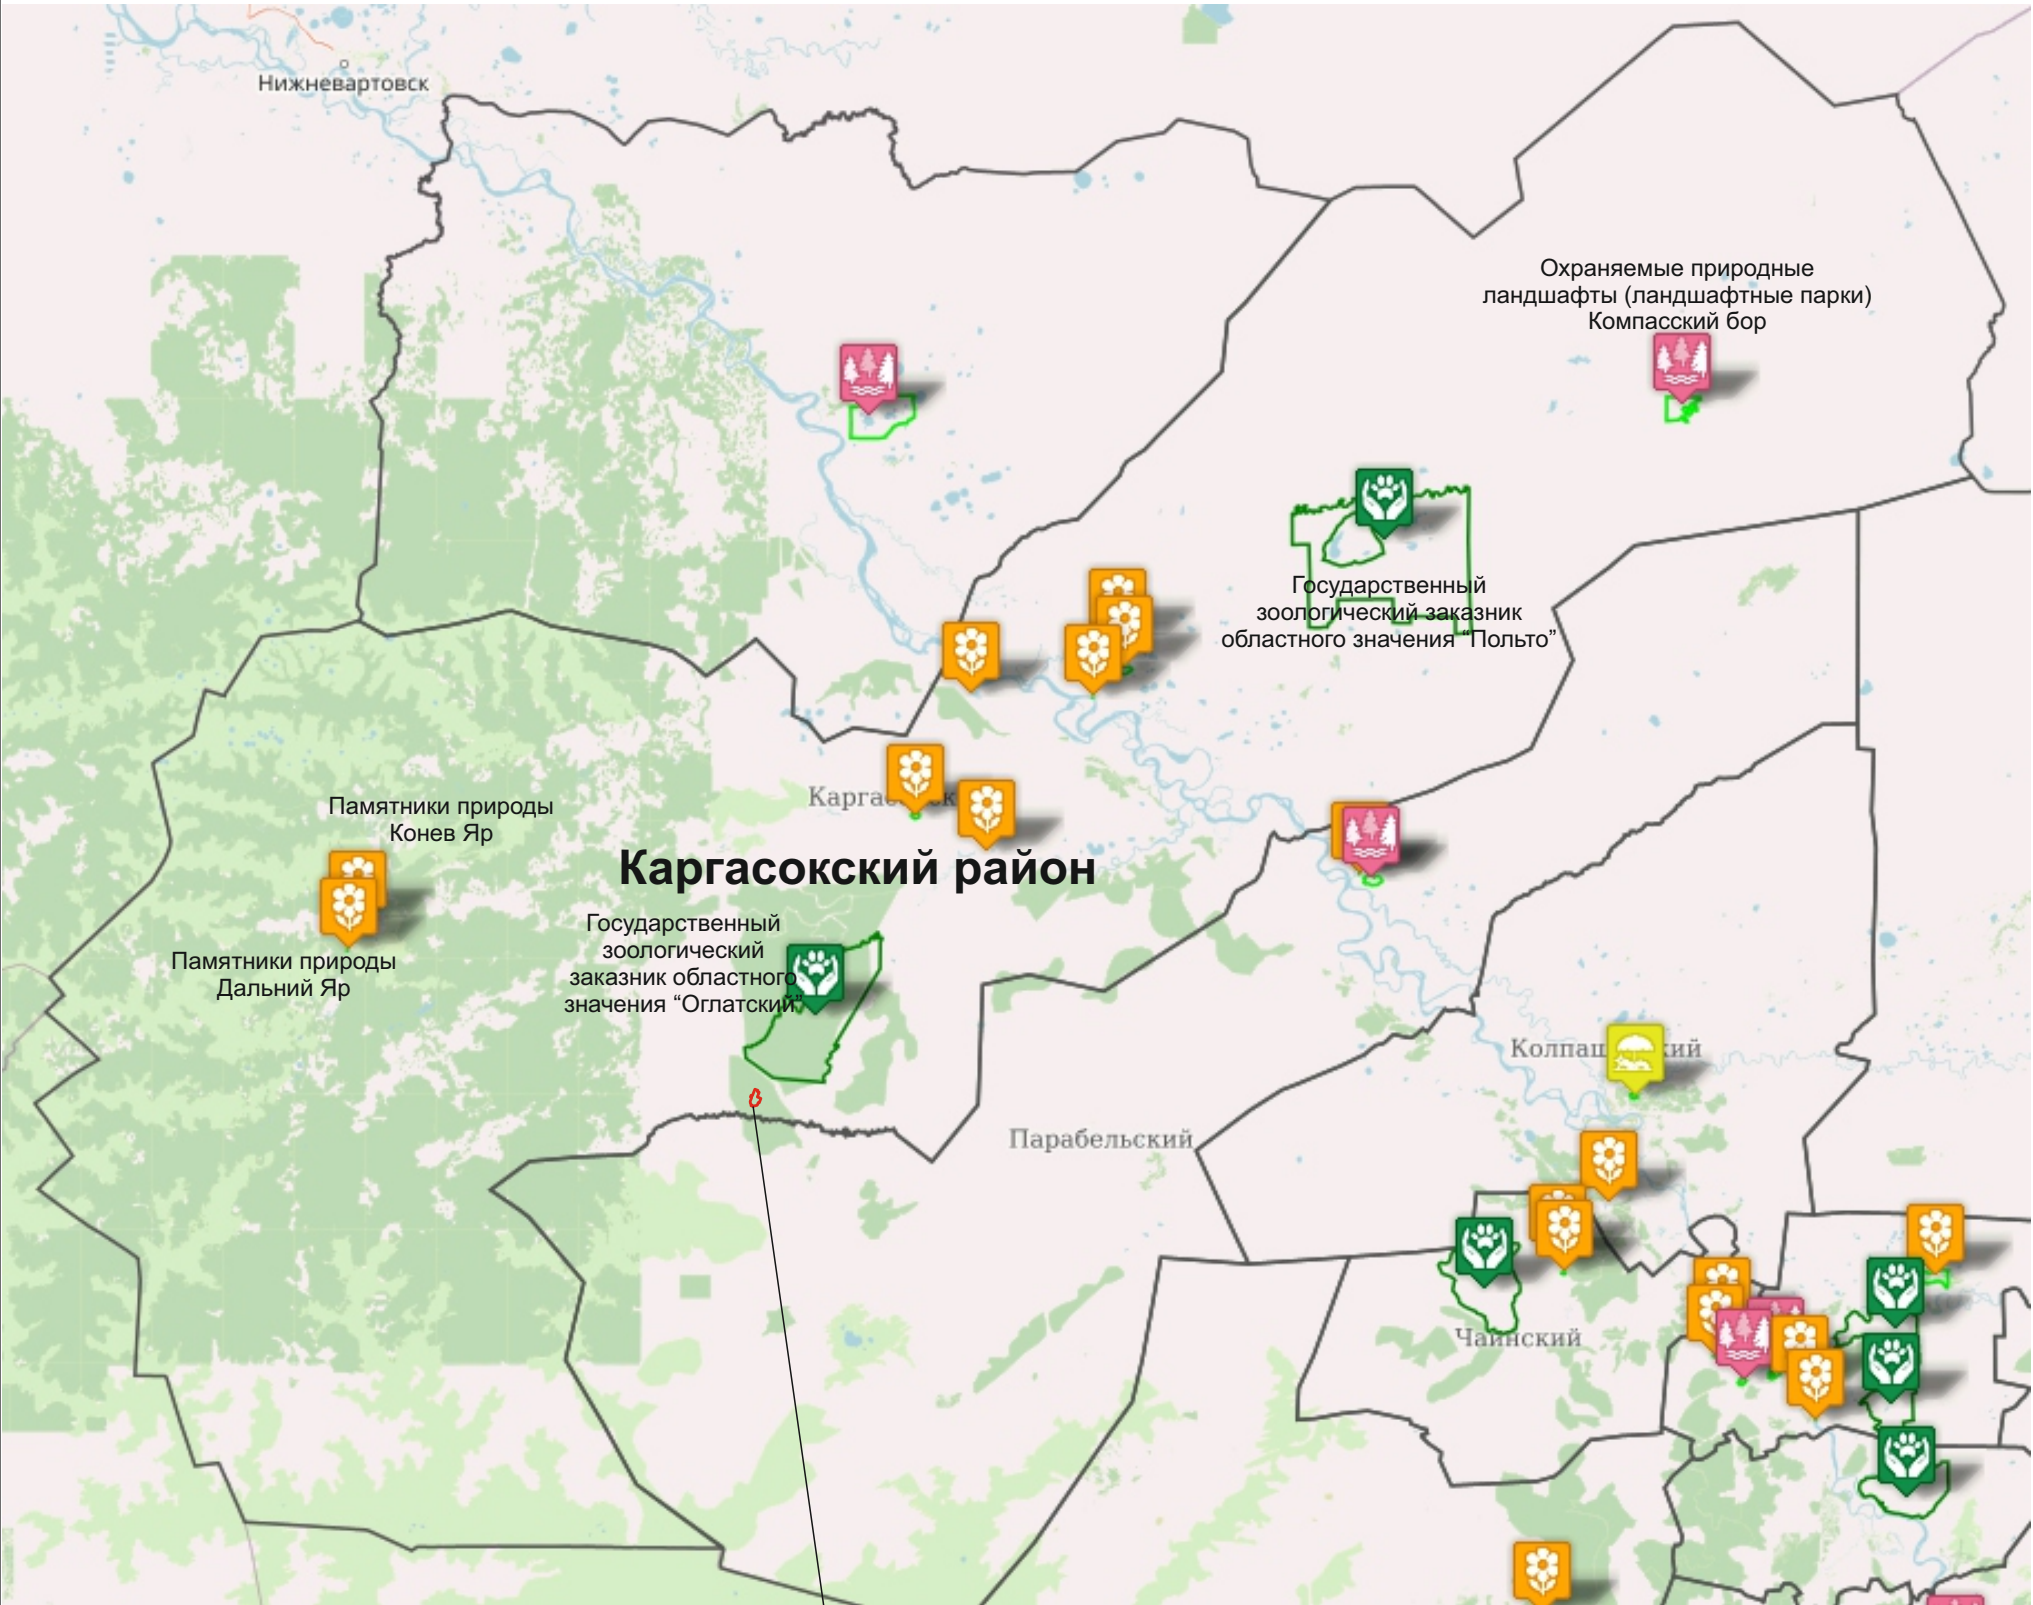 Нижневартовск
Охраняемые природные
ландшафты (ландшафтные парки)
Компасский бор
Государственный
зоологический заказник
областного значения “Польто”
Памятники природы
Конев Яр
Каргасокский район
Памятники природы
Дальний Яр
Государственный
зоологический
заказник областного
значения “Оглатский”
Парабельский
Чаинский